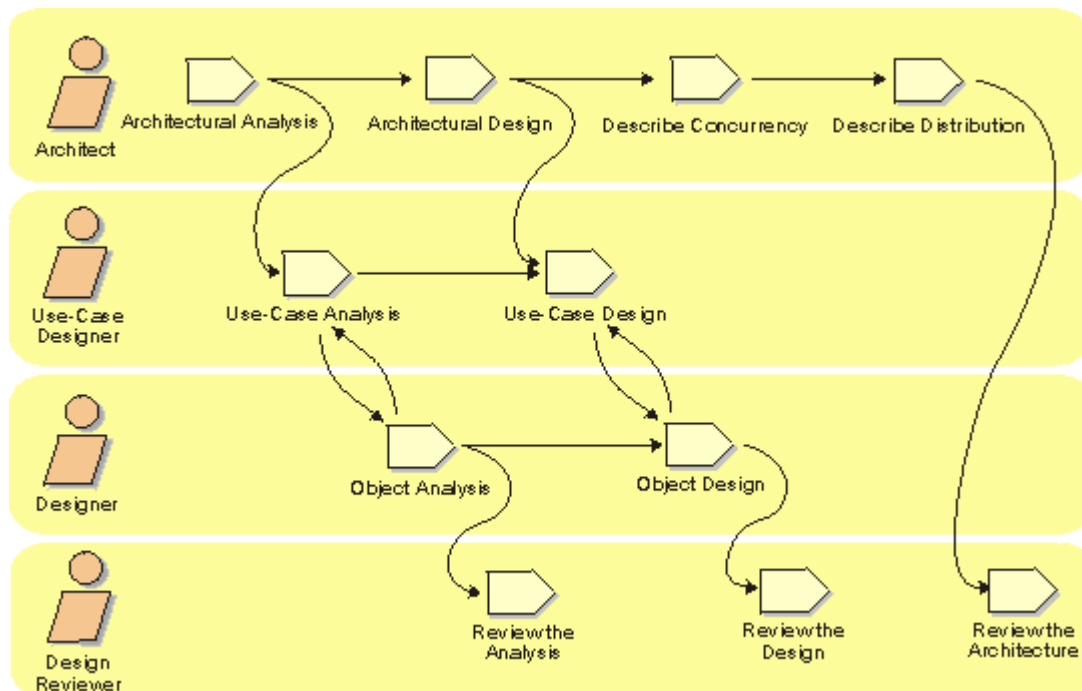 Architectural Analysis
Architectural Design
Describe Concurrency
Describe Distribution
Architect
Use-Case Analysis
Use-Case Design
Use-Case
Designer
Object Analysis
Object Design
Designer
Review the
Analysis
Review the
Design
Review the
Architecture
Design
Reviewer